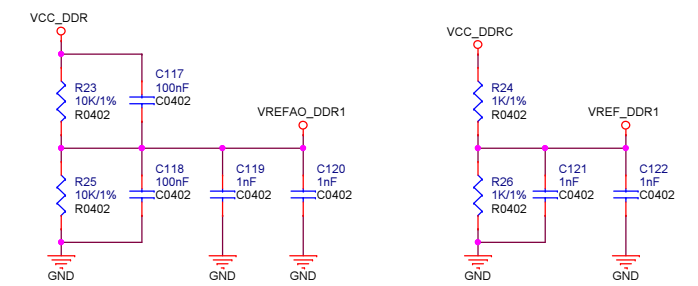 VCC_DDR
R23
10K/1%
R0402
C117
100nF
C0402
VREFAO_DDR1
R25
10K/1%
R0402
C118
100nF
C0402
C119
1nF
C0402
C120
1nF
C0402
GND
GND
GND
VCC_DDRC
R24
1K/1%
R0402
VREF_DDR1
R26
1K/1%
R0402
C121
1nF
C0402
C122
1nF
C0402
GND
GND